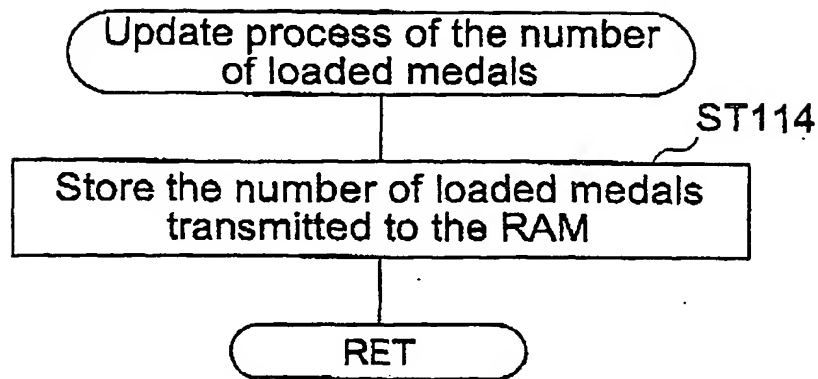 Update process of the number
of loaded medals
ST114
Store the number of loaded medals
transmitted to the RAM
RET